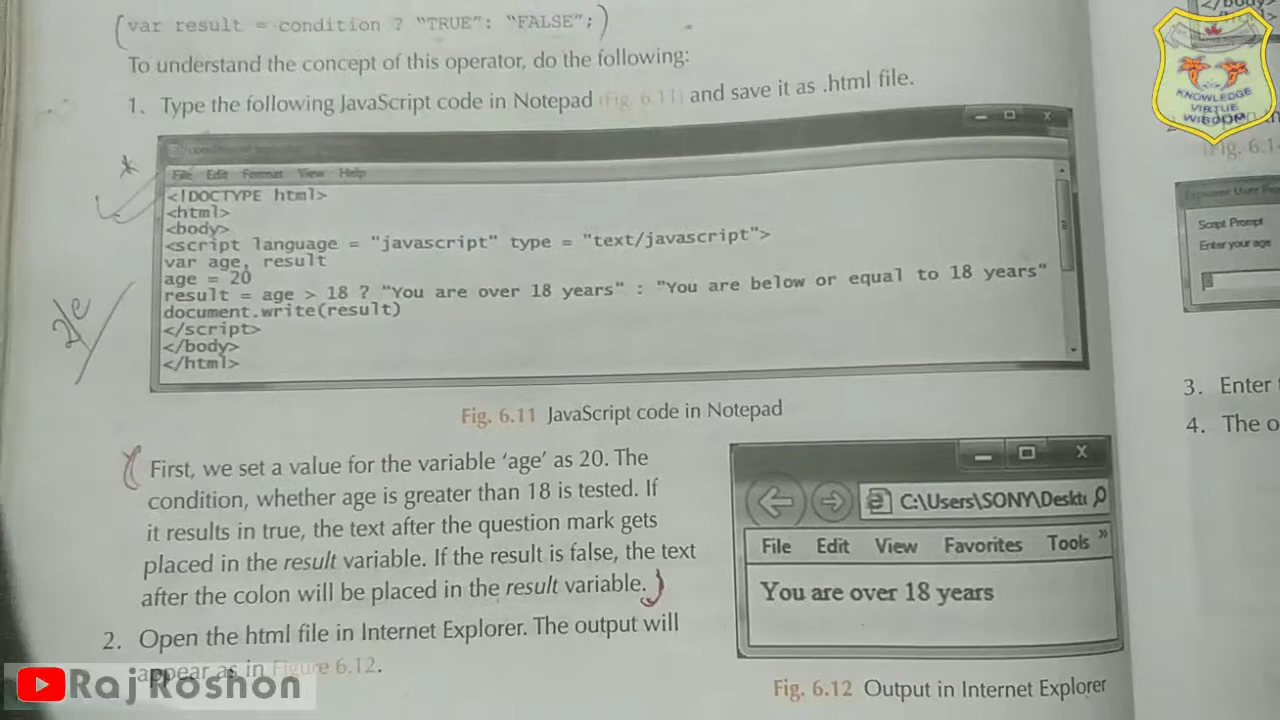 (var result = condition ? "TRUE": "FALSE";)
To understand the concept of this operator, do the following:
1. Type the following JavaScript code in Notepad (Fig. 6.11) and save it as .html file.
File Edit Format View Help
<!DOCTYPE html>
<html>
<body>
<script language = "javascript" type = "text/javascript">
var age, result
age = 20
result = age > 18 ? "You are over 18 years" : "You are below or equal to 18 years"
document.write(result)
</script>
</body>
</html>
Fig. 6.11 JavaScript code in Notepad
First, we set a value for the variable 'age' as 20. The
condition, whether age is greater than 18 is tested. If
it results in true, the text after the question mark gets
placed in the result variable. If the result is false, the text
after the colon will be placed in the result variable.
2. Open the html file in Internet Explorer. The output will
appear as in Figure 6.12.
C:\Users\SONY\Deskt
File Edit View Favorites Tools »
You are over 18 years
Fig. 6.12 Output in Internet Explorer
</body>
KNOWLEDGE
VIRTUE
WISDOM
(Fig. 6.1
Explorer User
Script Prompt
Enter your age
3. Enter
4. The o
Raj Roshon